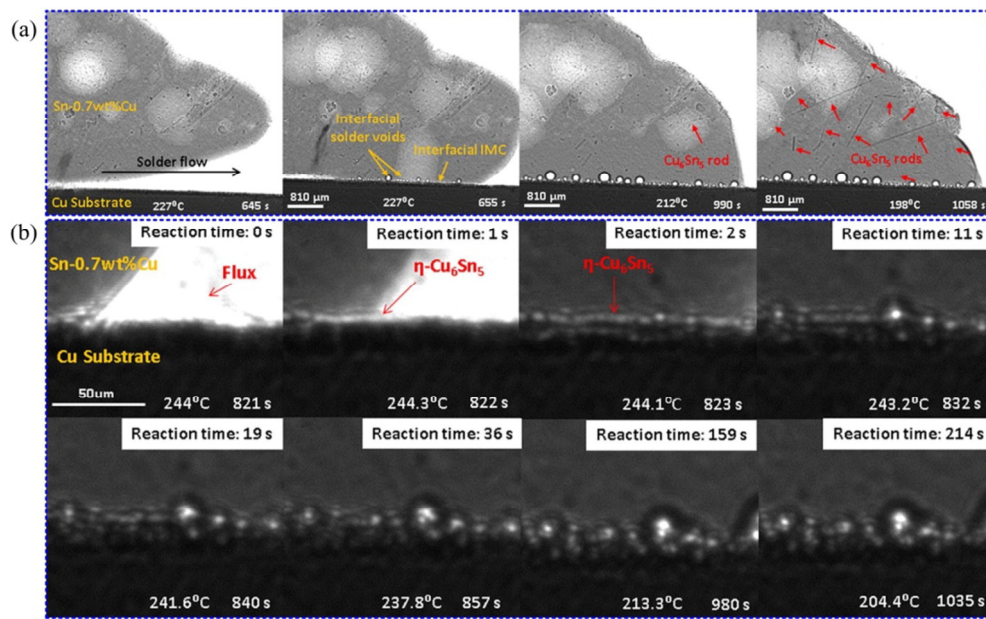 (a)
Sn-0.7wt%Cu
Solder flow
Cu Substrate
227°C 645 s
Interfacial
solder voids
Interfacial IMC
810 µm
227°C 655 s
Cu₆Sn₅ rod
810 µm
212°C 990 s
Cu₆Sn₅ rods
810 µm
198°C 1058 s
(b)
Reaction time: 0 s
Sn-0.7wt%Cu
Flux
Cu Substrate
50um
244°C 821 s
Reaction time: 1 s
η-Cu₆Sn₅
244.3°C 822 s
Reaction time: 2 s
η-Cu₆Sn₅
244.1°C 823 s
Reaction time: 11 s
243.2°C 832 s
Reaction time: 19 s
241.6°C 840 s
Reaction time: 36 s
237.8°C 857 s
Reaction time: 159 s
213.3°C 980 s
Reaction time: 214 s
204.4°C 1035 s